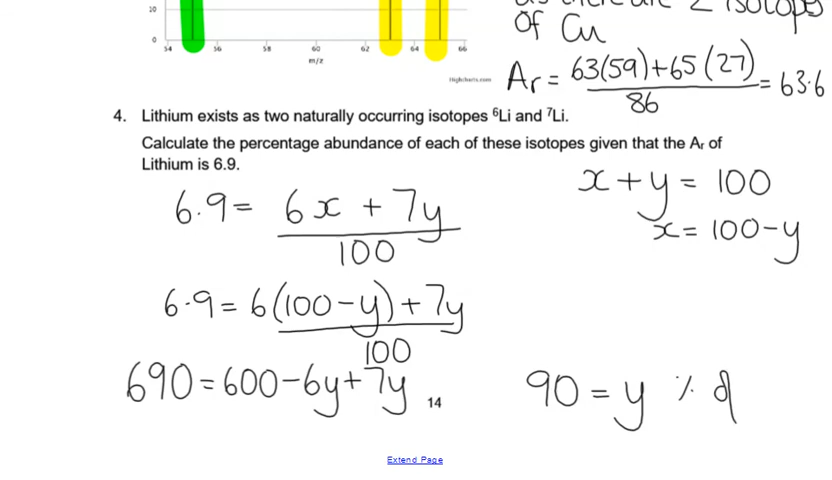 10
0
54 56 58 60 62 64 66
m/z
Highcharts.com
2 isotopes
of Cu
Ar = 63(59)+65(27) = 63.6
86
4. Lithium exists as two naturally occurring isotopes ⁶Li and ⁷Li.
Calculate the percentage abundance of each of these isotopes given that the Ar of
Lithium is 6.9.
x + y = 100
x = 100 - y
6.9 = 6x + 7y
100
6.9 = 6(100 - y) + 7y
100
690 = 600 - 6y + 7y
90 = y %
14
Extend Page